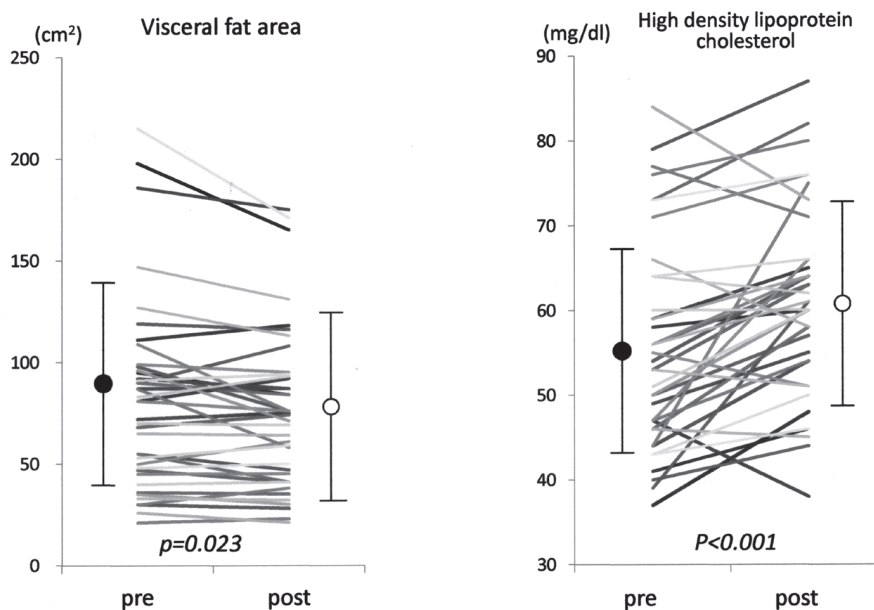 Visceral fat area
(cm²)
250
200
150
100
50
0
p=0.023
pre
post
High density lipoprotein
cholesterol
(mg/dl)
90
80
70
60
50
40
30
P<0.001
pre
post